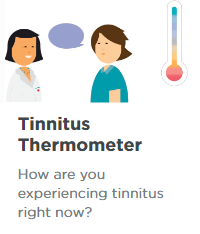 Tinnitus
Thermometer
How are you
experiencing tinnitus
right now?